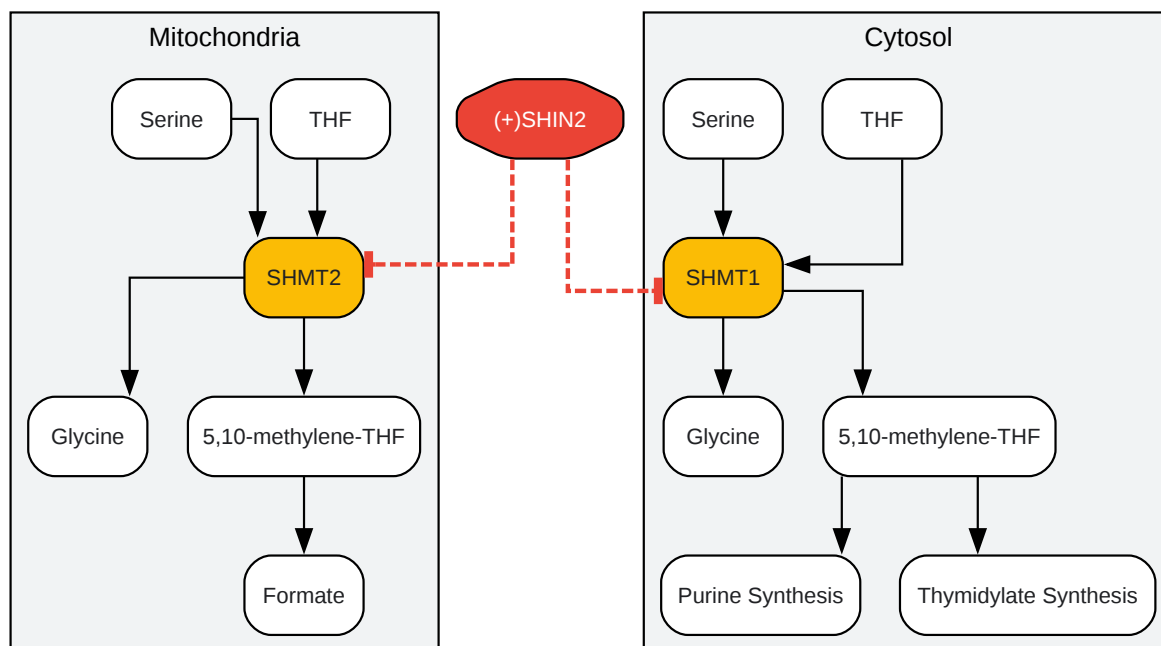 Mitochondria
Serine
THF
SHMT2
Glycine
5,10-methylene-THF
Formate
(+)SHIN2
Cytosol
Serine
THF
SHMT1
Glycine
5,10-methylene-THF
Purine Synthesis
Thymidylate Synthesis